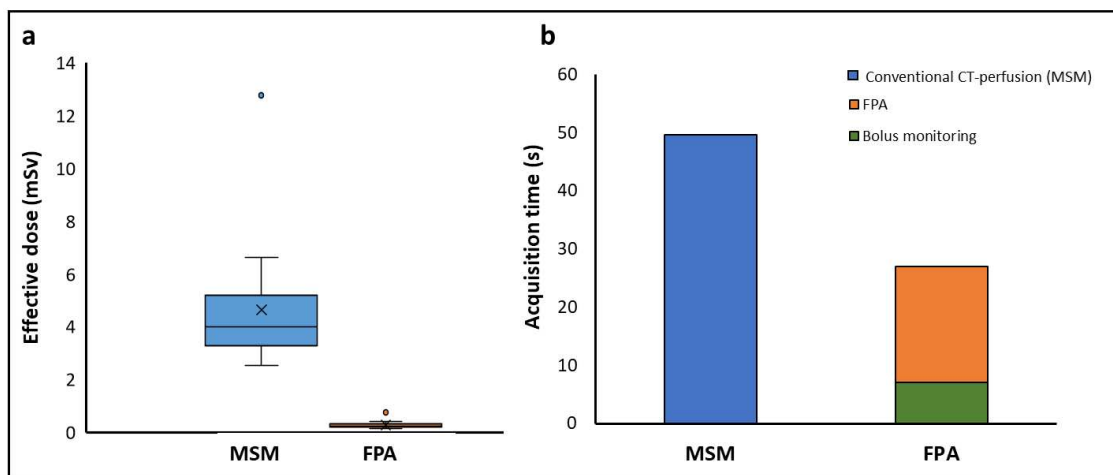 a
14
12
10
8
6
4
2
0
Effective dose (mSv)
MSM FPA
b
60
50
40
30
20
10
0
Acquisition time (s)
Conventional CT-perfusion (MSM)
FPA
Bolus monitoring
MSM FPA